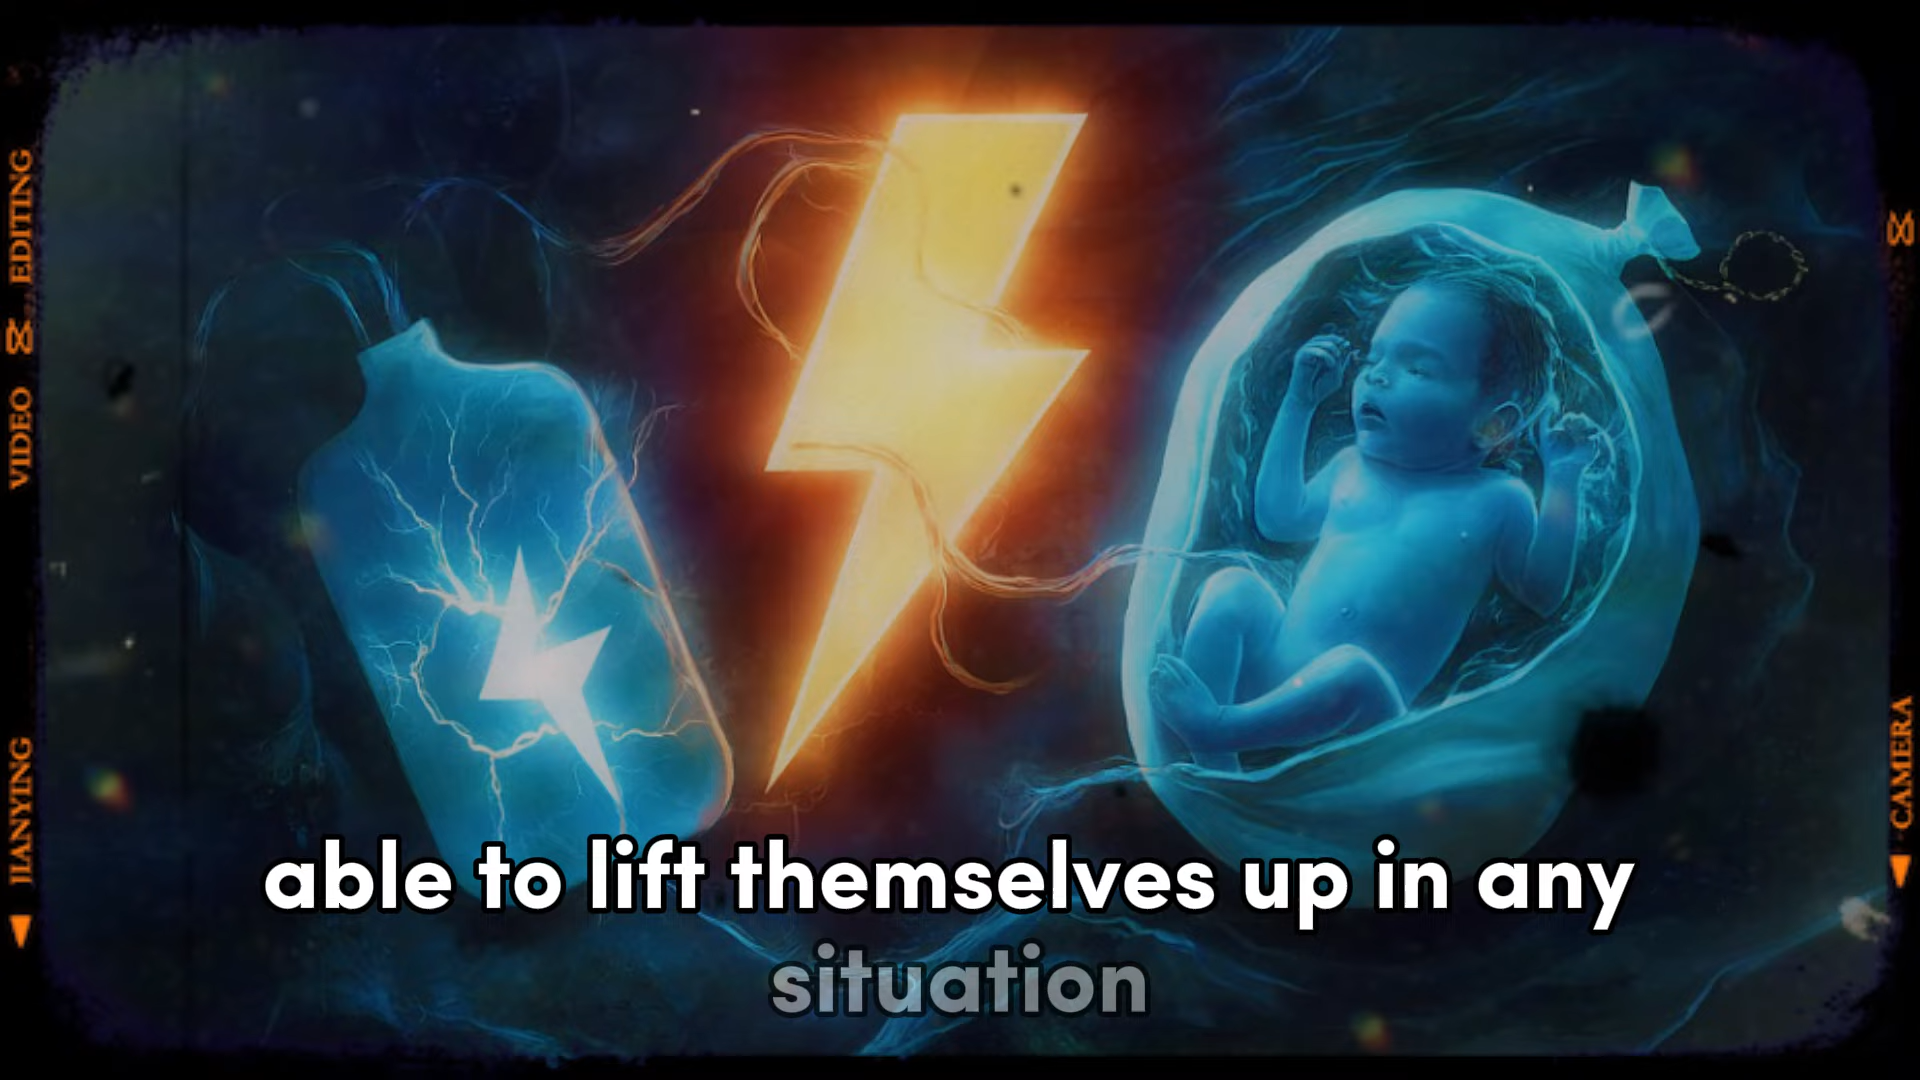 VIDEO EDITING
JIANYING
CAMERA
able to lift themselves up in any
situation